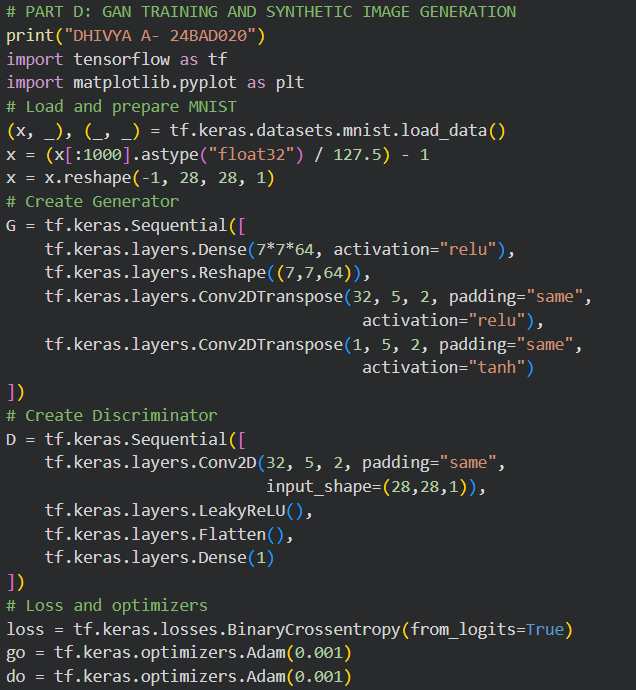 # PART D: GAN TRAINING AND SYNTHETIC IMAGE GENERATION
print("DHIVYA A- 24BAD020")
import tensorflow as tf
import matplotlib.pyplot as plt
# Load and prepare MNIST
(x, _), (_, _) = tf.keras.datasets.mnist.load_data()
x = (x[:1000].astype("float32") / 127.5) - 1
x = x.reshape(-1, 28, 28, 1)
# Create Generator
G = tf.keras.Sequential([
    tf.keras.layers.Dense(7*7*64, activation="relu"),
    tf.keras.layers.Reshape((7,7,64)),
    tf.keras.layers.Conv2DTranspose(32, 5, 2, padding="same",
                                    activation="relu"),
    tf.keras.layers.Conv2DTranspose(1, 5, 2, padding="same",
                                    activation="tanh")
])
# Create Discriminator
D = tf.keras.Sequential([
    tf.keras.layers.Conv2D(32, 5, 2, padding="same",
                           input_shape=(28,28,1)),
    tf.keras.layers.LeakyReLU(),
    tf.keras.layers.Flatten(),
    tf.keras.layers.Dense(1)
])
# Loss and optimizers
loss = tf.keras.losses.BinaryCrossentropy(from_logits=True)
go = tf.keras.optimizers.Adam(0.001)
do = tf.keras.optimizers.Adam(0.001)